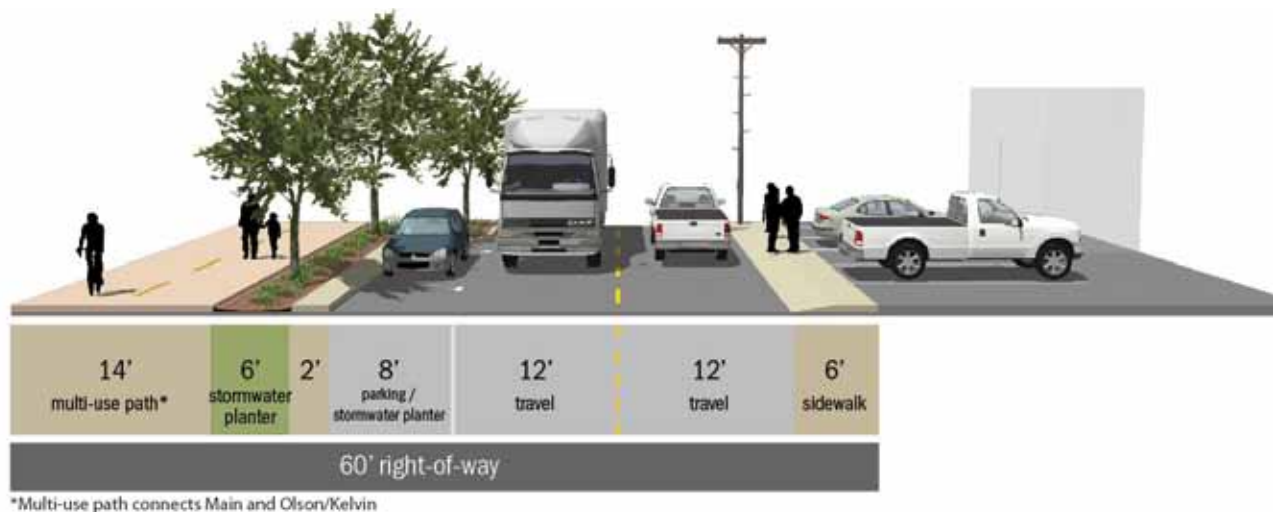 14’
multi-use path*
6’
stormwater
planter
2’
8’
parking /
stormwater planter
12’
travel
12’
travel
6’
sidewalk
60’ right-of-way
*Multi-use path connects Main and Olson/Kelvin